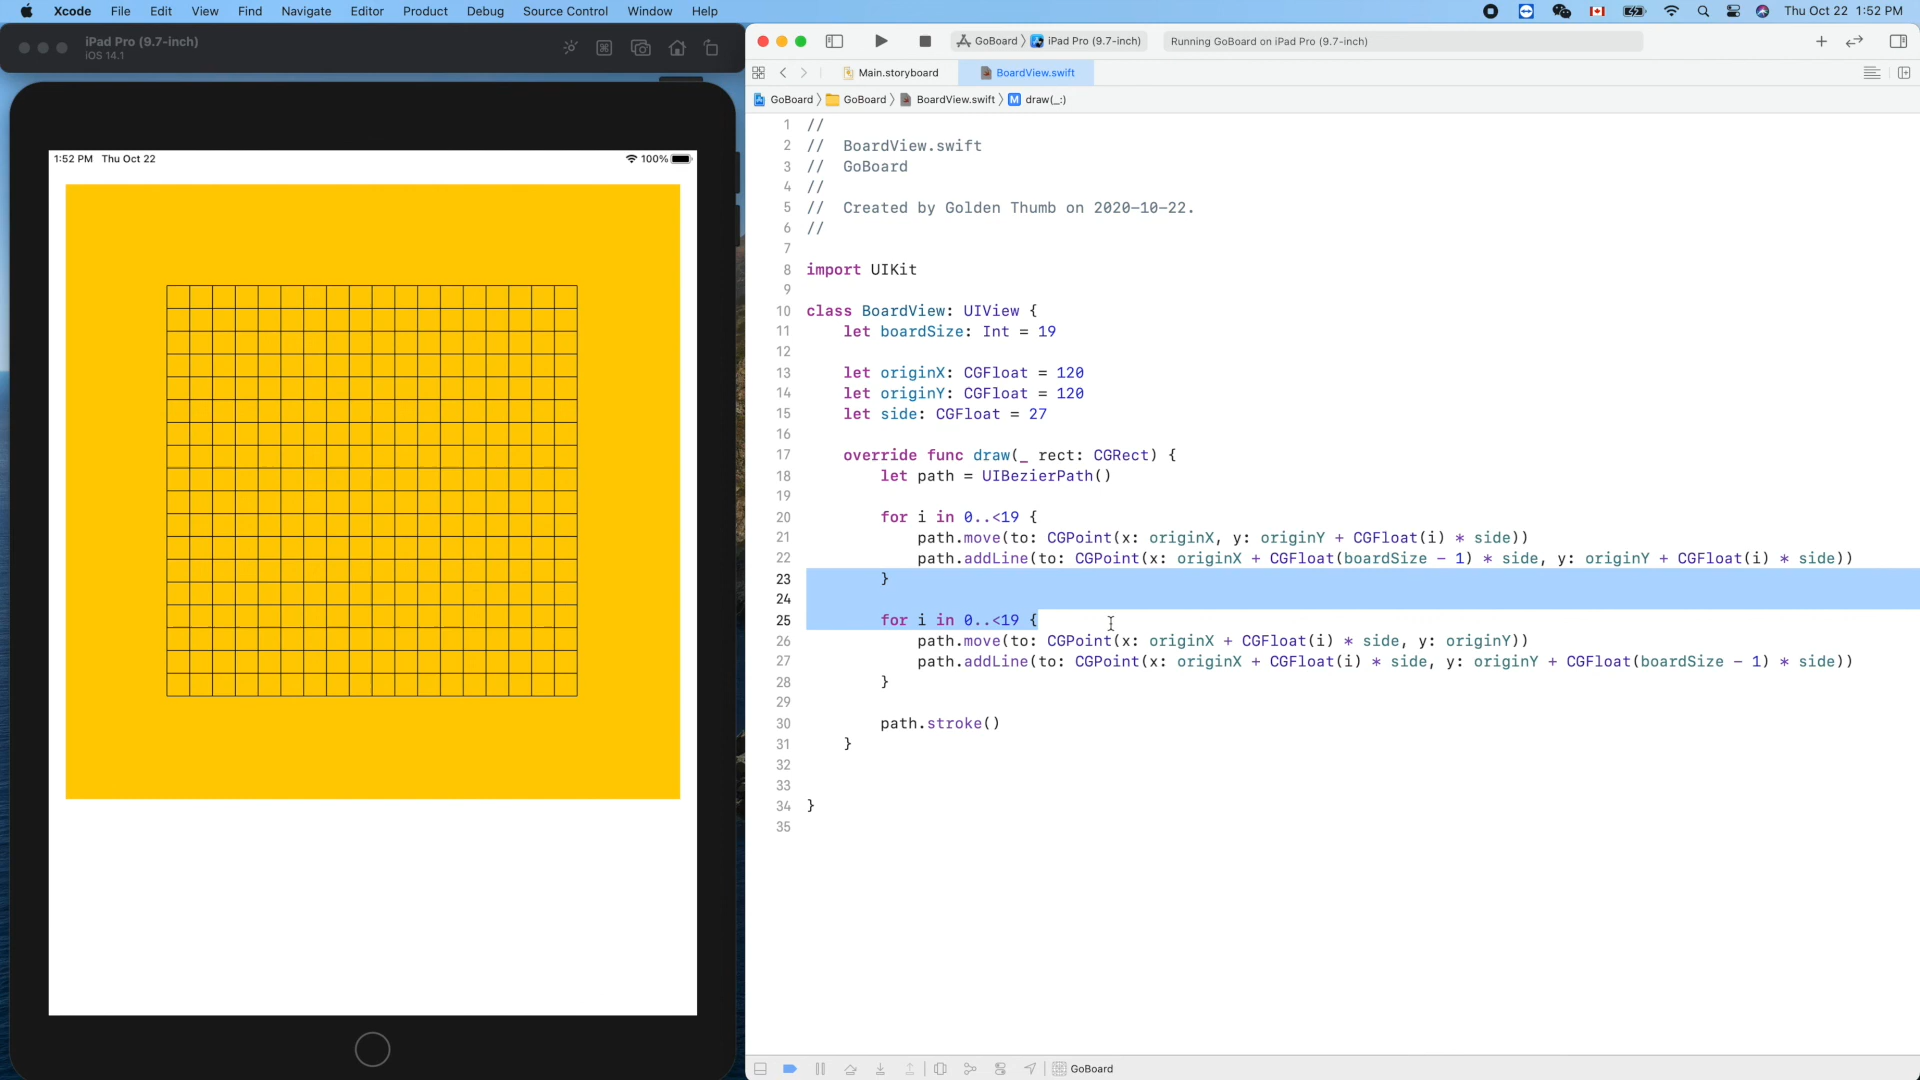 Xcode File Edit View Find Navigate Editor Product Debug Source Control Window Help Thu Oct 22 1:52 PM
iPad Pro (9.7-inch)
iOS 14.1
1:52 PM Thu Oct 22
100%
GoBoard iPad Pro (9.7-inch) Running GoBoard on iPad Pro (9.7-inch)
Main.storyboard BoardView.swift
GoBoard GoBoard BoardView.swift M draw(_:)
1 //
2 // BoardView.swift
3 // GoBoard
4 //
5 // Created by Golden Thumb on 2020-10-22.
6 //
7
8 import UIKit
9
10 class BoardView: UIView {
11 let boardSize: Int = 19
12
13 let originX: CGFloat = 120
14 let originY: CGFloat = 120
15 let side: CGFloat = 27
16
17 override func draw(_ rect: CGRect) {
18 let path = UIBezierPath()
19
20 for i in 0..<19 {
21 path.move(to: CGPoint(x: originX, y: originY + CGFloat(i) * side))
22 path.addLine(to: CGPoint(x: originX + CGFloat(boardSize - 1) * side, y: originY + CGFloat(i) * side))
23 }
24
25 for i in 0..<19 {
26 path.move(to: CGPoint(x: originX + CGFloat(i) * side, y: originY))
27 path.addLine(to: CGPoint(x: originX + CGFloat(i) * side, y: originY + CGFloat(boardSize - 1) * side))
28 }
29
30 path.stroke()
31 }
32
33
34 }
35
GoBoard